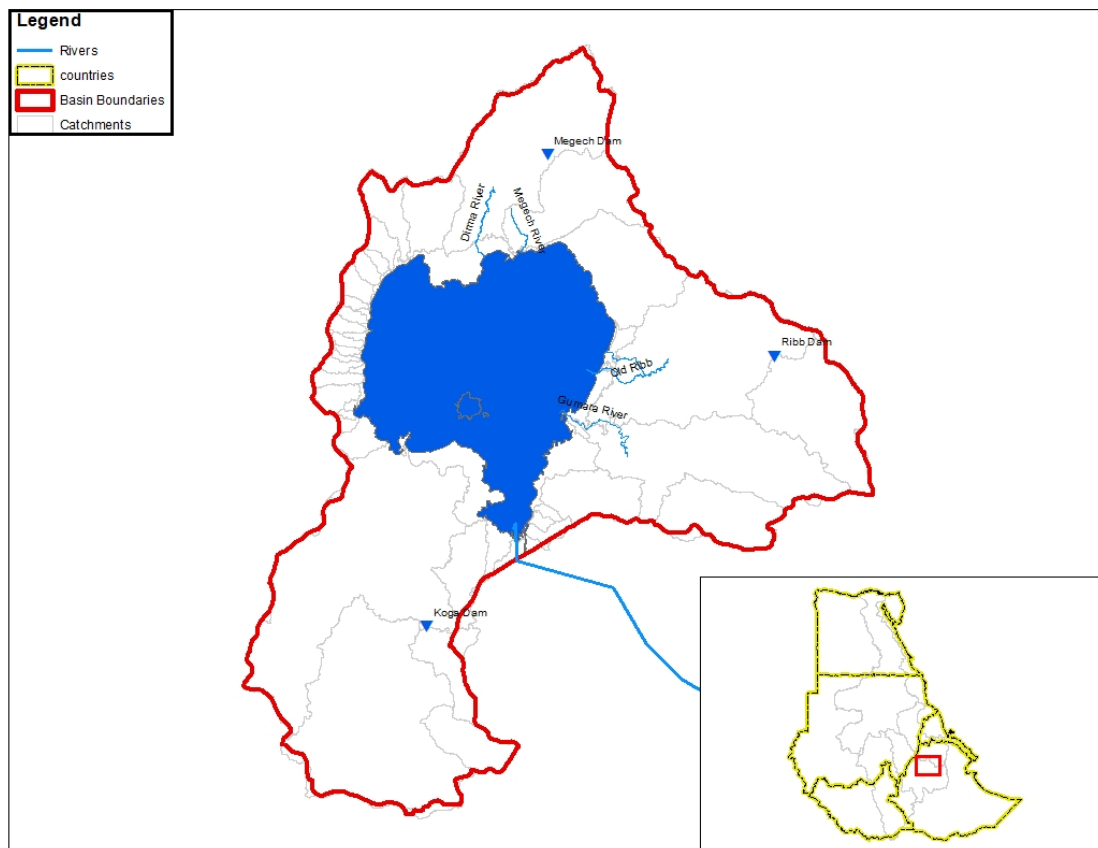 Legend
Rivers
countries
Basin Boundaries
Catchments
Megech Dam
Dirma River
Megech River
Ribb Dam
Old Ribb
Gumara River
Koga Dam